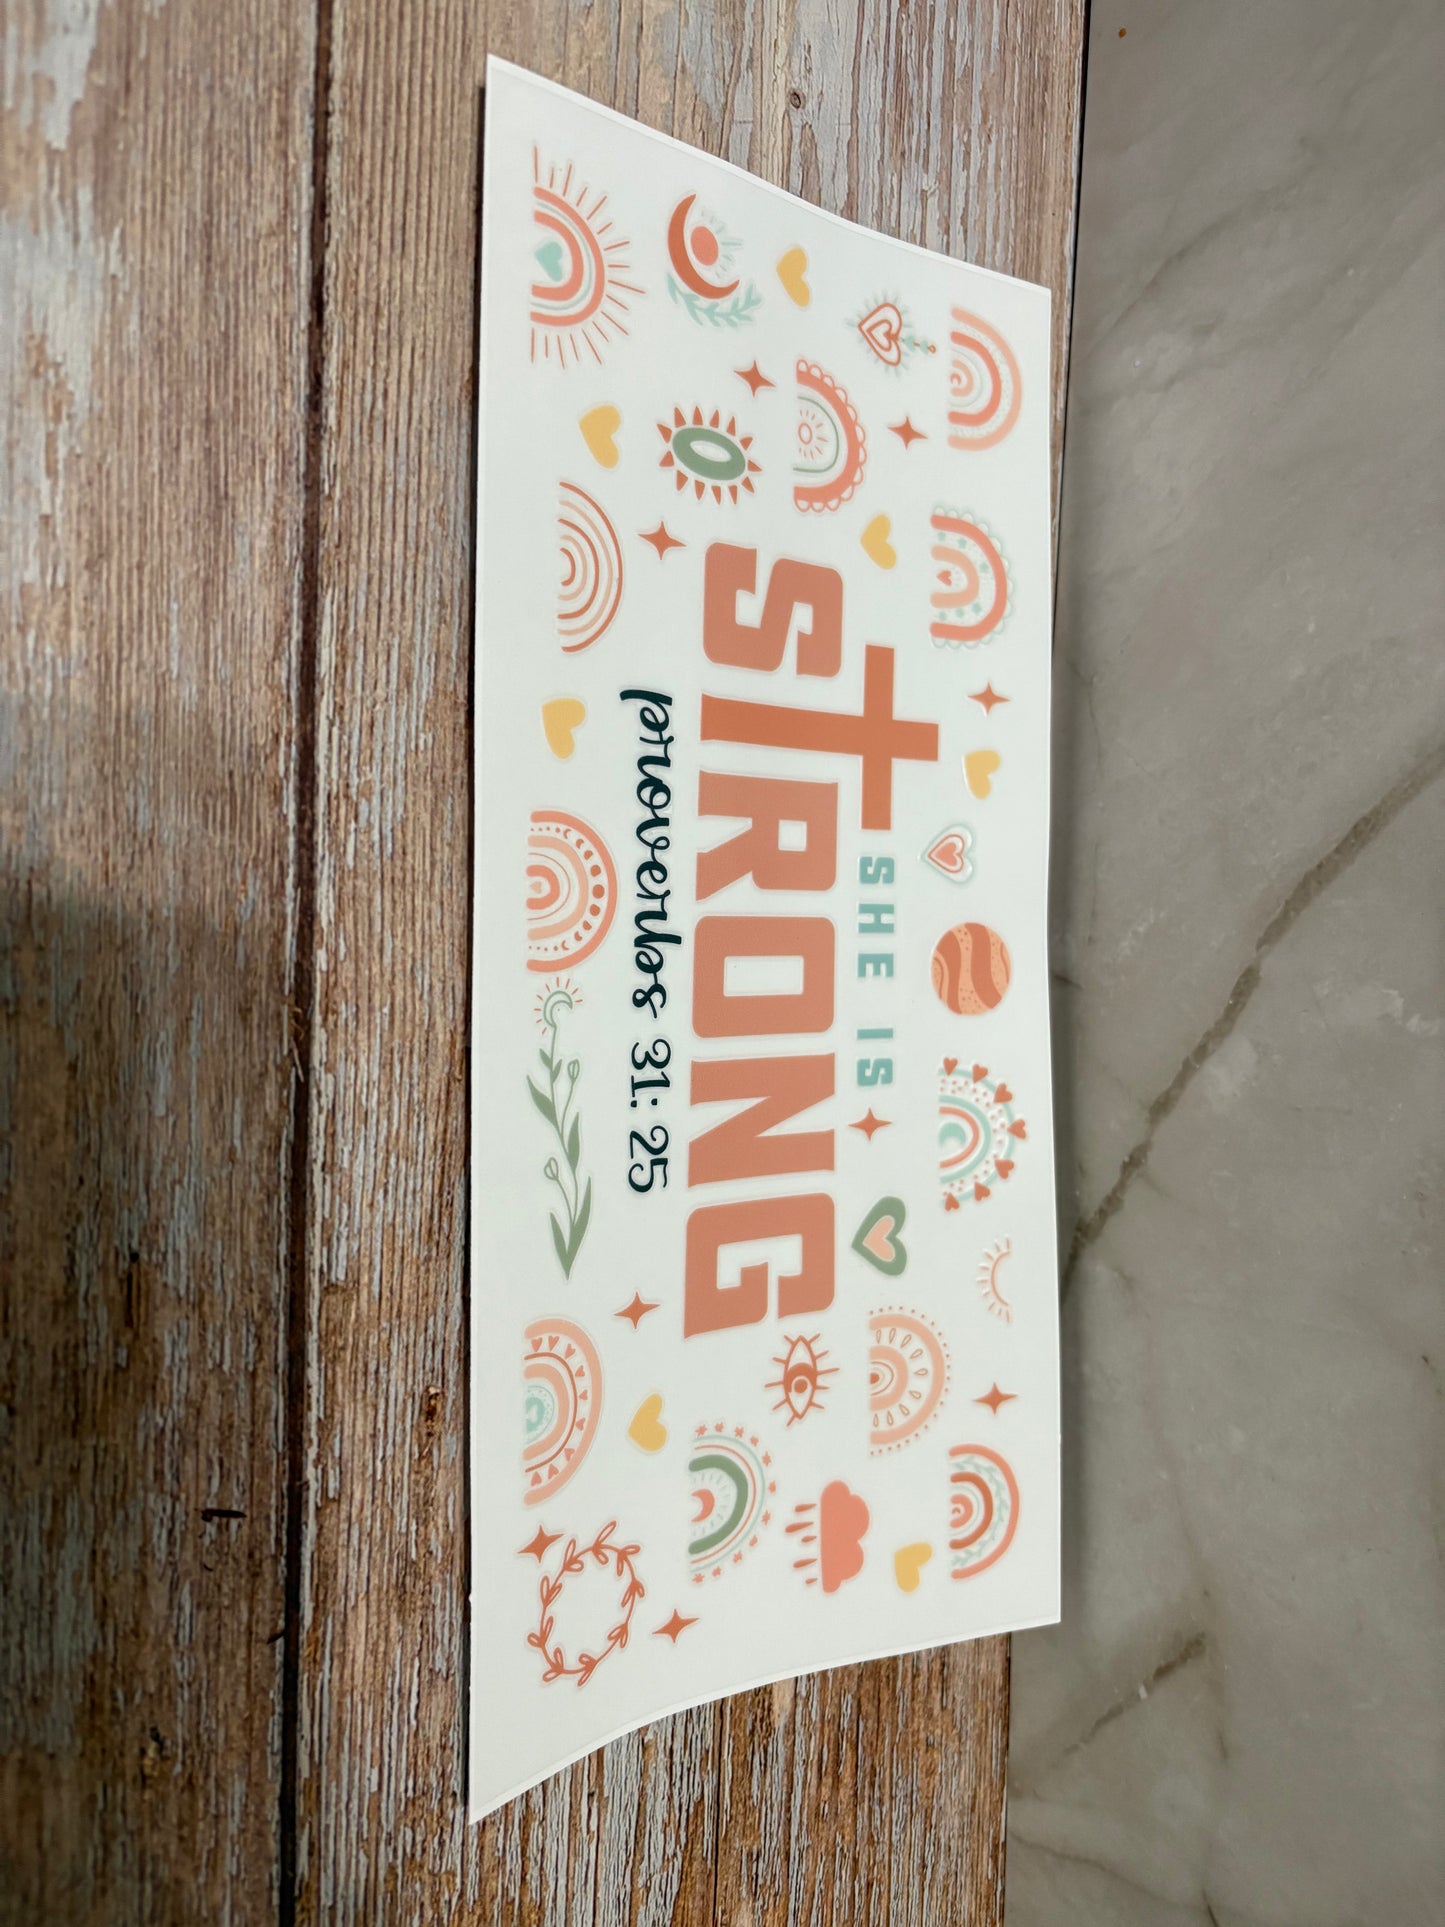 SHE IS
STRONG
proverbs 31: 25